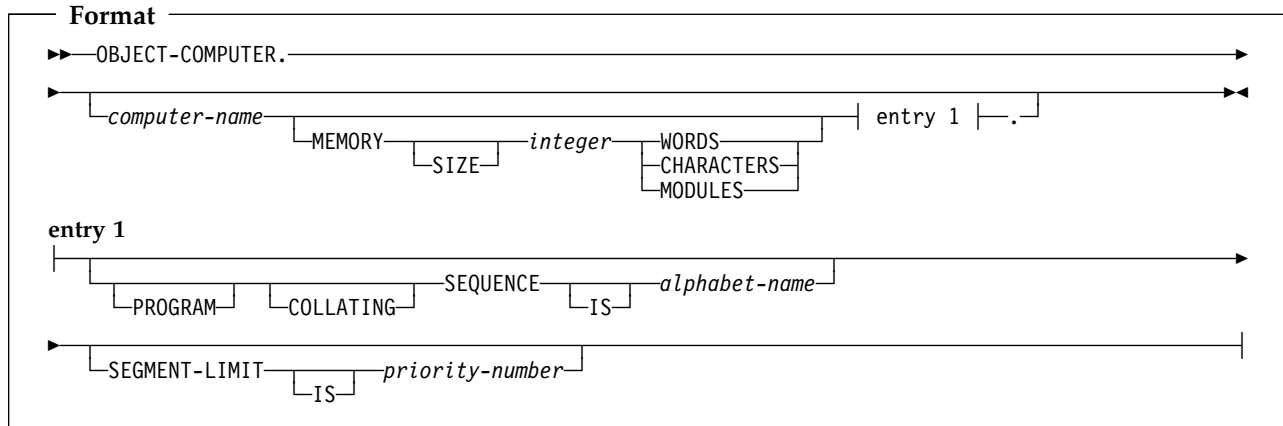 Format
OBJECT-COMPUTER.
computer-name entry 1 .
MEMORY integer WORDS
SIZE CHARACTERS
MODULES
entry 1
SEQUENCE alphabet-name
PROGRAM COLLATING IS
SEGMENT-LIMIT priority-number
IS